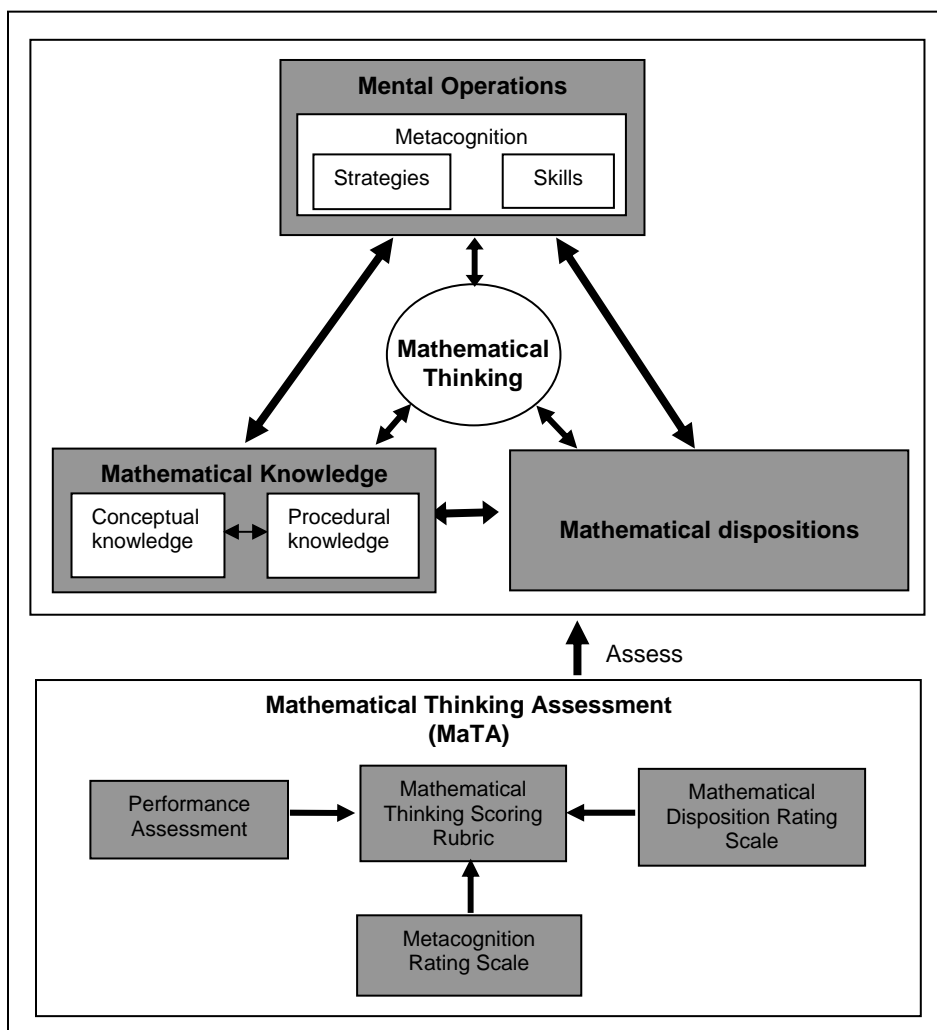 Mental Operations
Metacognition
Strategies
Skills
Mathematical
Thinking
Mathematical Knowledge
Conceptual
knowledge
Procedural
knowledge
Mathematical dispositions
Assess
Mathematical Thinking Assessment
(MaTA)
Performance
Assessment
Mathematical
Thinking Scoring
Rubric
Mathematical
Disposition Rating
Scale
Metacognition
Rating Scale